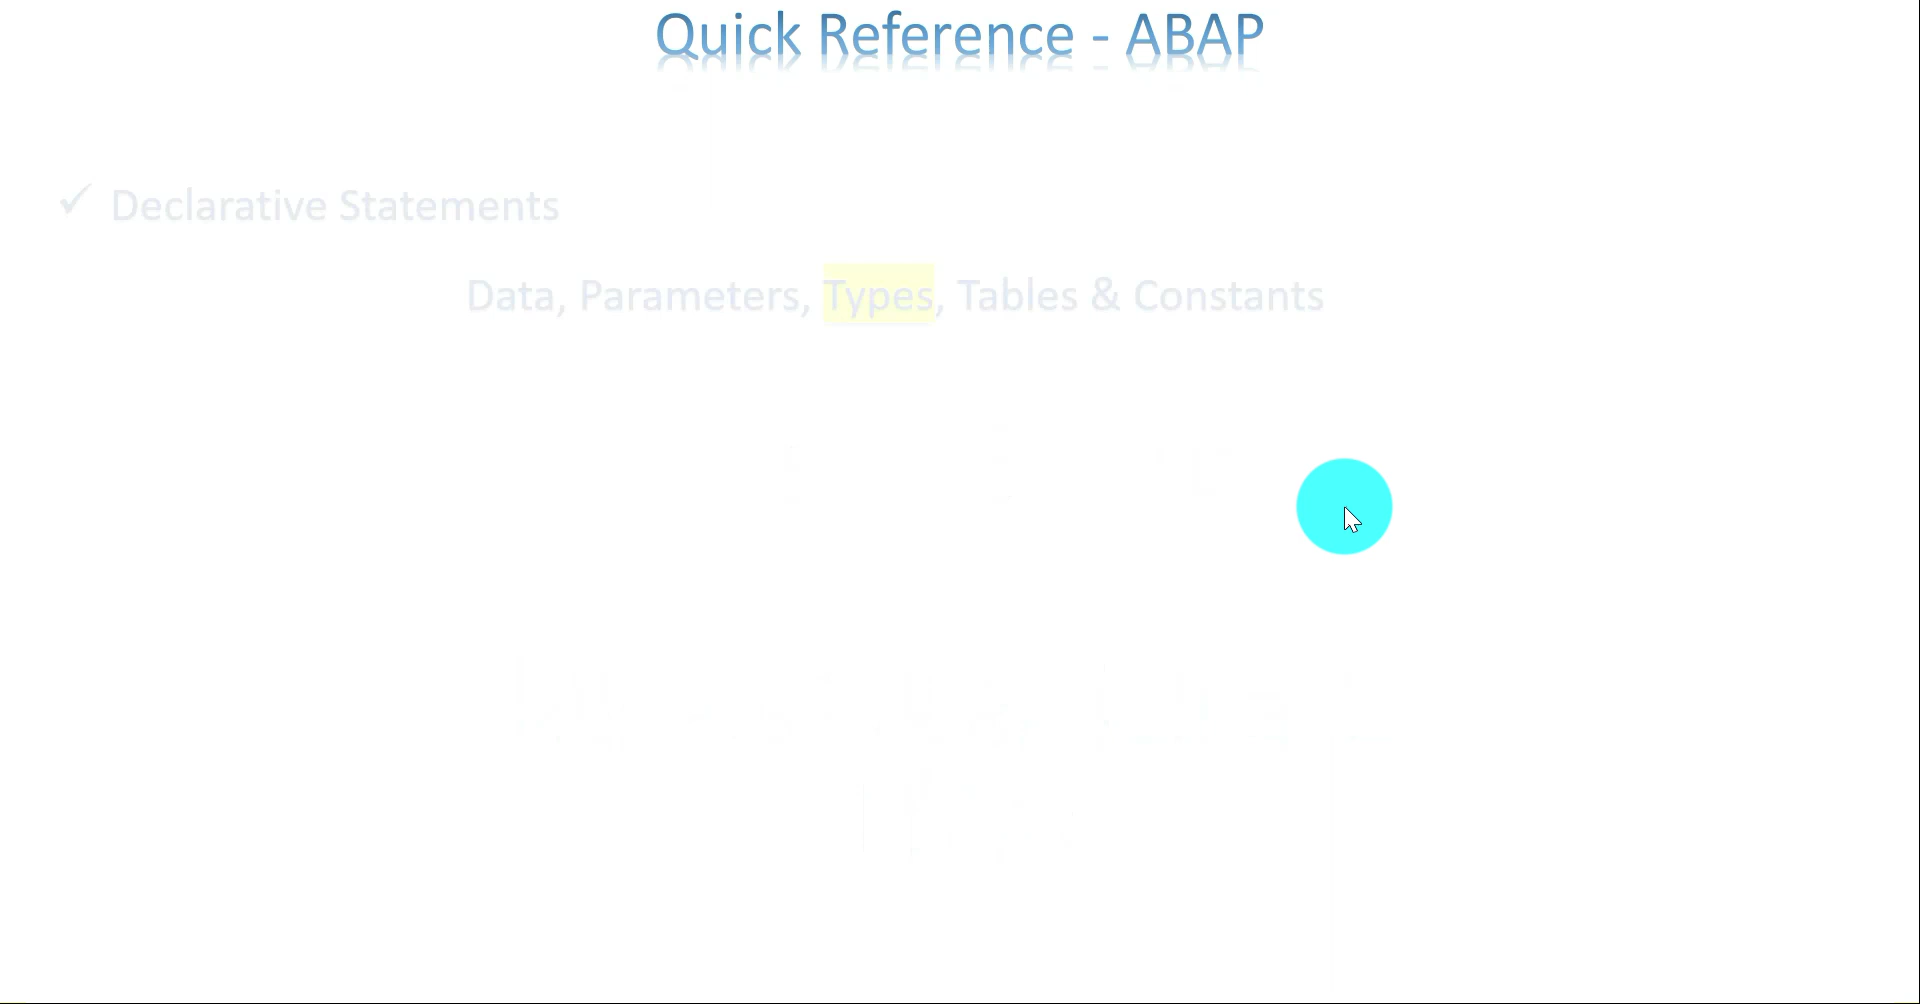 Quick Reference - ABAP
✓ Declarative Statements
Data, Parameters, Types, Tables & Constants